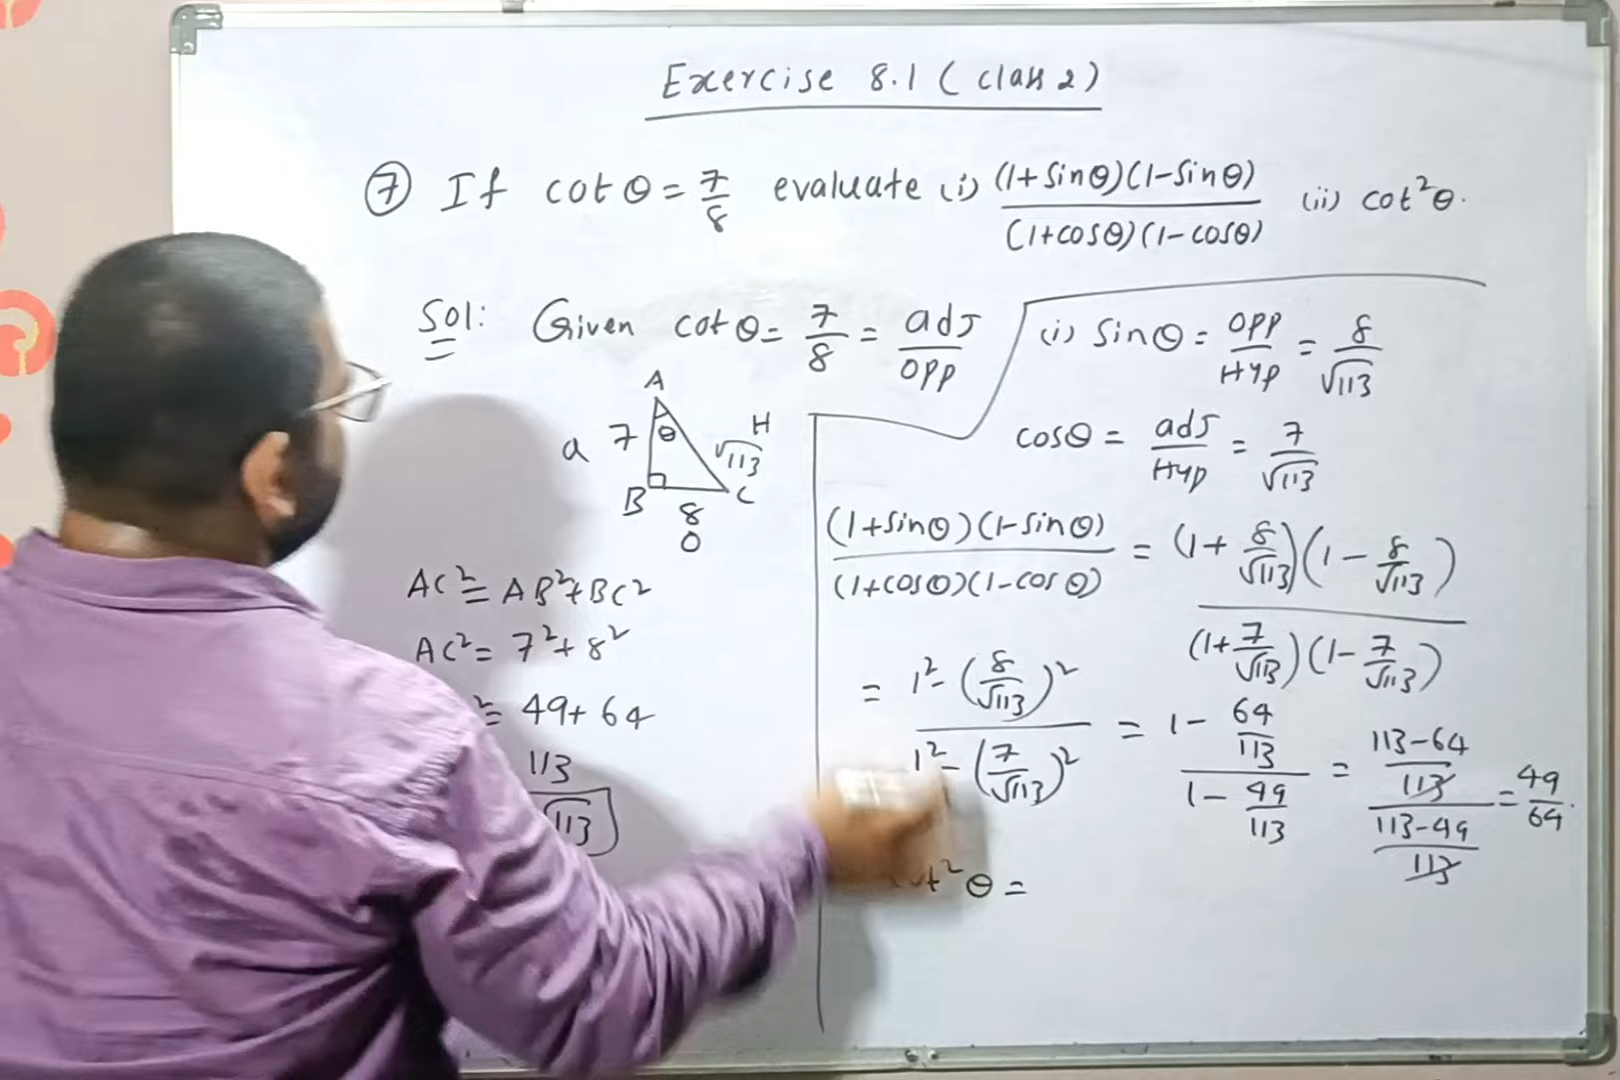 Exercise 8.1 (class 2)
⑦ If cot θ = 7/8 evaluate (i) (1+sinθ)(1-sinθ)/(1+cosθ)(1-cosθ) (ii) cot²θ.
Sol: Given cot θ = 7/8 = adj/opp
A
a 7 θ H √113
B 8 C
O
AC² = AB² + BC²
AC² = 7² + 8²
² = 49 + 64
113
√113
(i) sinθ = opp/Hyp = 8/√113
cosθ = adj/Hyp = 7/√113
(1+sinθ)(1-sinθ)/(1+cosθ)(1-cosθ) = (1+8/√113)(1-8/√113)/(1+7/√113)(1-7/√113)
= 1²-(8/√113)²/1²-(7/√113)² = 1-64/113/1-49/113 = 113-64/113/113-49/113 = 49/64.
t²θ =